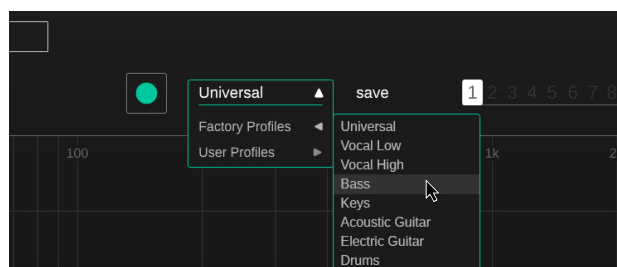 Universal save 1 2 3 4 5 6 7 8
Factory Profiles
User Profiles
Universal
Vocal Low
Vocal High
Bass
Keys
Acoustic Guitar
Electric Guitar
Drums
100 1k 2